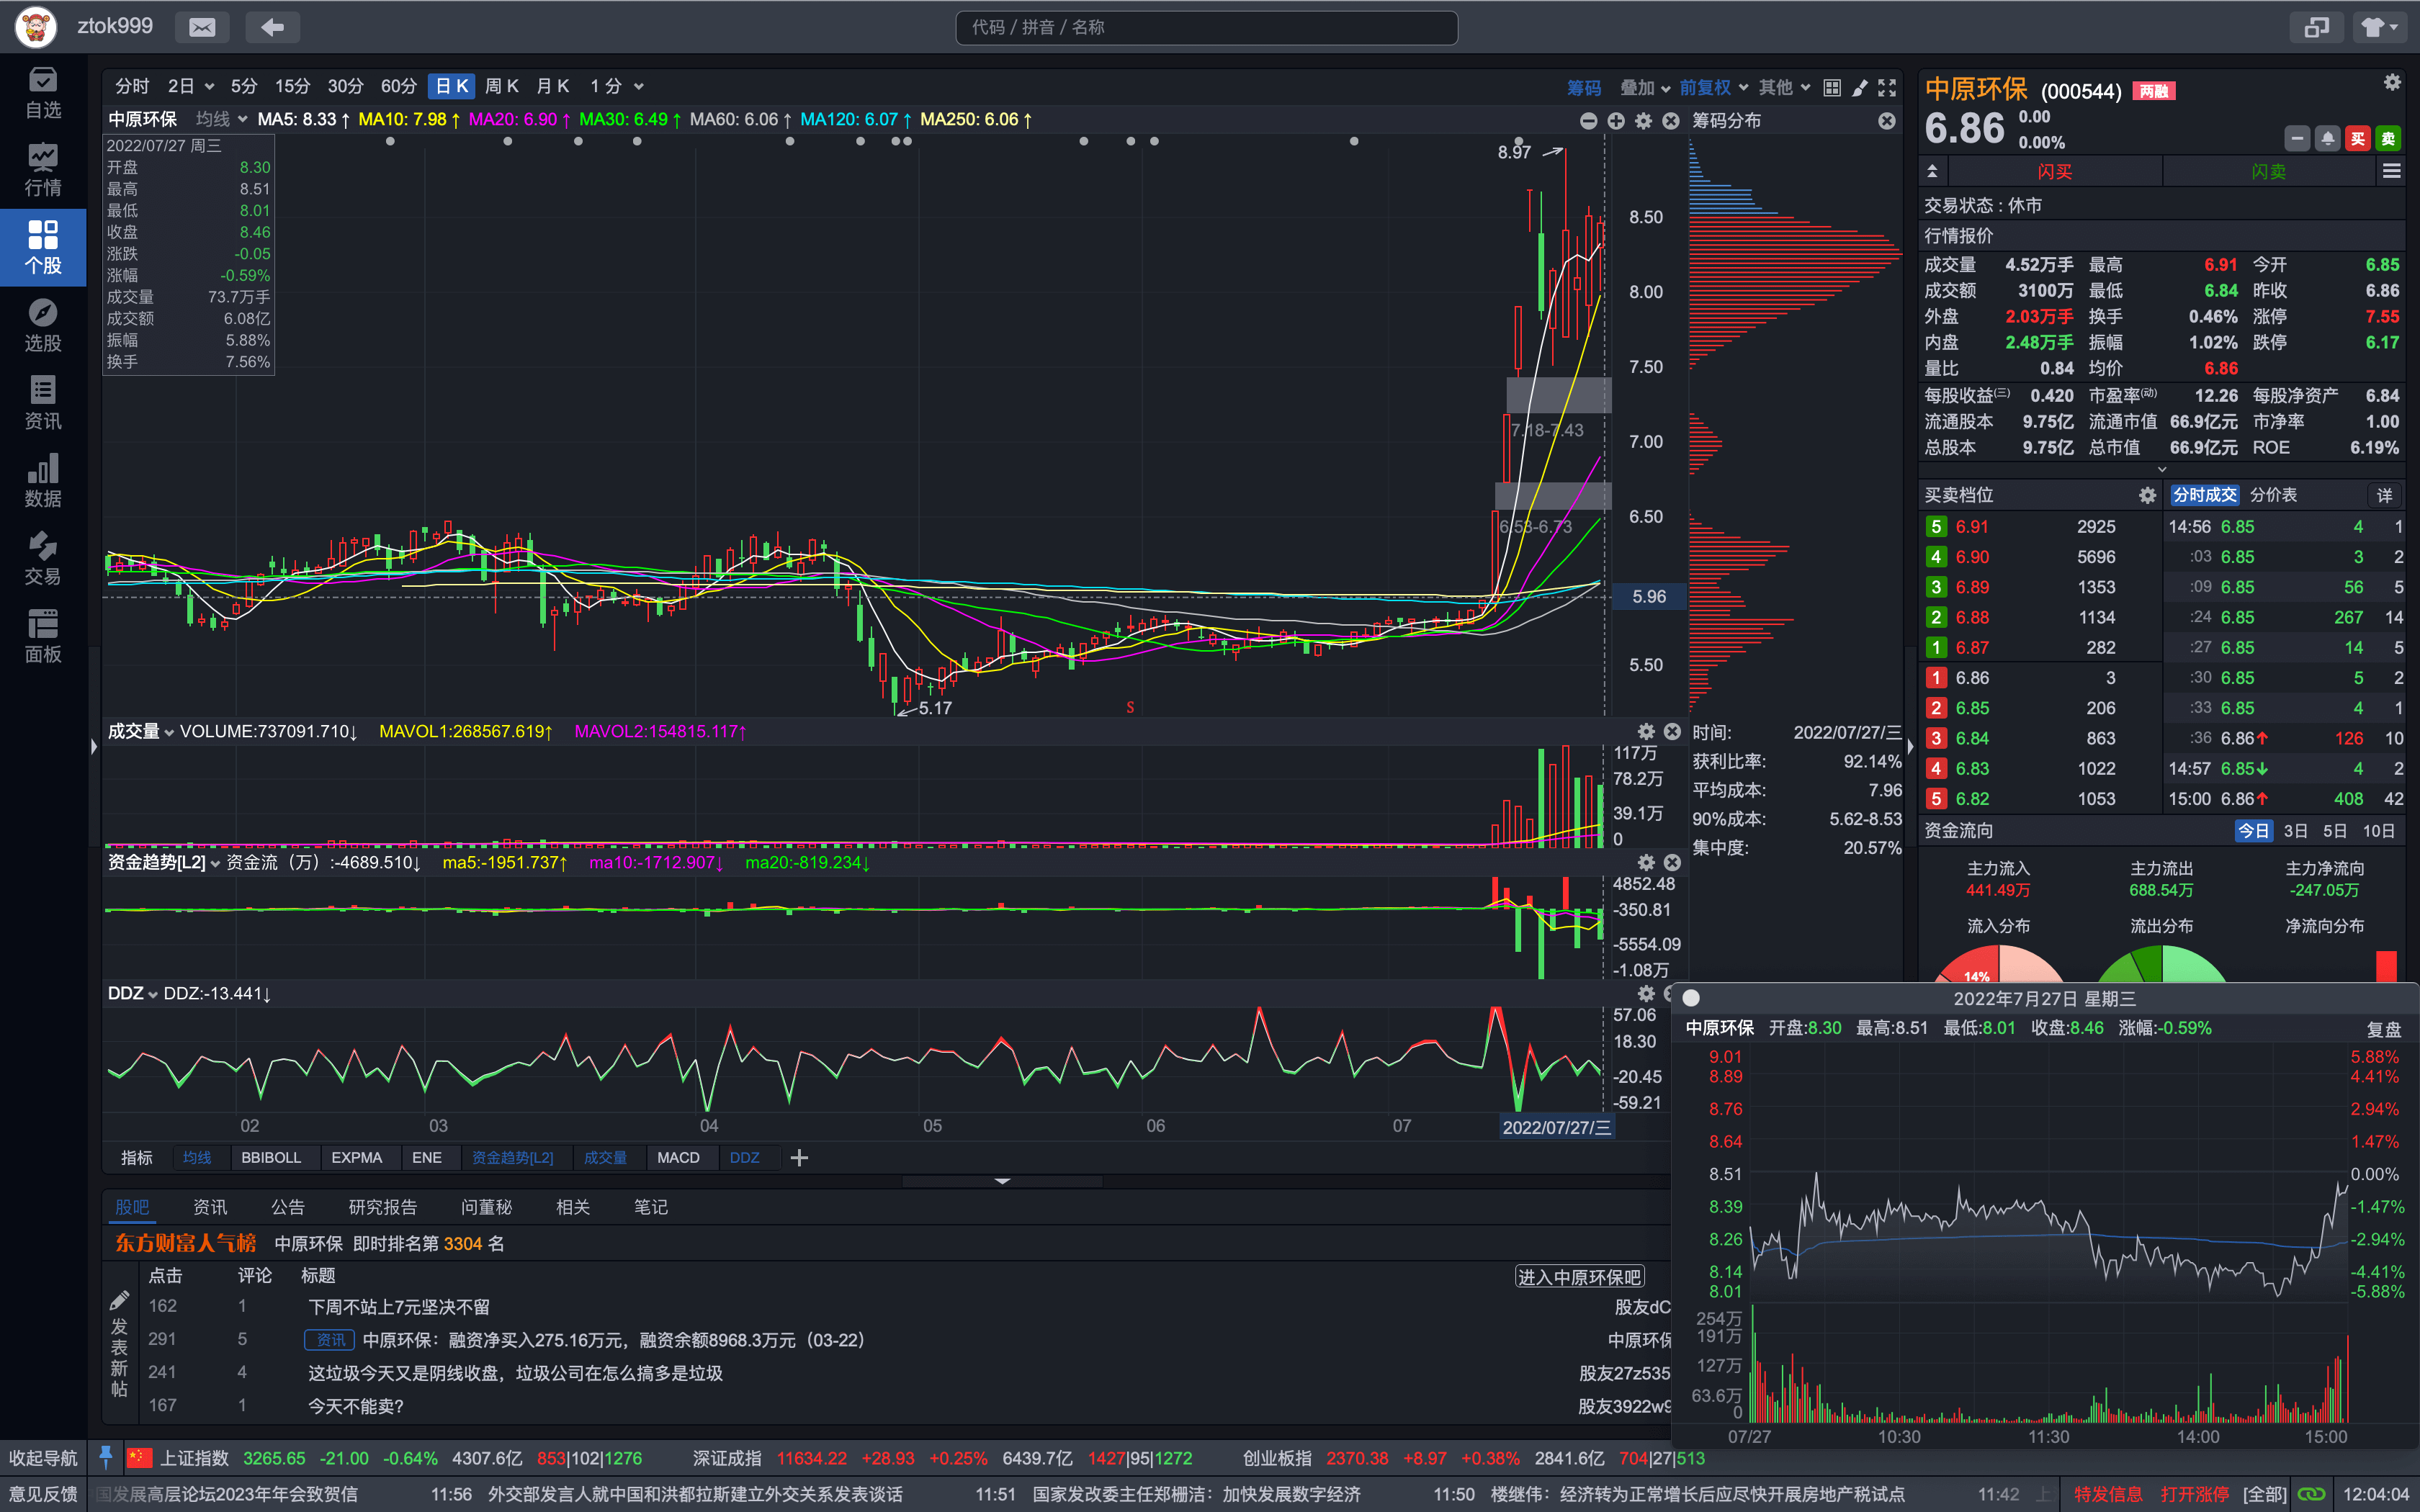 ztok999
代码 / 拼音 / 名称
自选
行情
个股
选股
资讯
数据
交易
面板
收起导航
意见反馈
分时 2日 5分 15分 30分 60分 日K 周K 月K 1分
筹码 叠加 前复权 其他
中原环保 均线 MA5: 8.33↑ MA10: 7.98↑ MA20: 6.90↑ MA30: 6.49↑ MA60: 6.06↑ MA120: 6.07↑ MA250: 6.06↑
筹码分布
2022/07/27 周三
开盘 8.30
最高 8.51
最低 8.01
收盘 8.46
涨跌 -0.05
涨幅 -0.59%
成交量 73.7万手
成交额 6.08亿
振幅 5.88%
换手 7.56%
8.97
8.50
8.00
7.50
7.00
6.50
5.96
5.50
7.18-7.43
6.53-6.73
5.17
S
成交量 VOLUME:737091.710↓ MAVOL1:268567.619↑ MAVOL2:154815.117↑
117万
78.2万
39.1万
0
资金趋势[L2] 资金流（万）:-4689.510↓ ma5:-1951.737↑ ma10:-1712.907↓ ma20:-819.234↓
4852.48
-350.81
-5554.09
-1.08万
DDZ DDZ:-13.441↓
57.06
18.30
-20.45
-59.21
02 03 04 05 06 07 2022/07/27/三
指标 均线 BBIBOLL EXPMA ENE 资金趋势[L2] 成交量 MACD DDZ
时间: 2022/07/27/三
获利比率: 92.14%
平均成本: 7.96
90%成本: 5.62-8.53
集中度: 20.57%
股吧 资讯 公告 研究报告 问董秘 相关 笔记
东方财富人气榜 中原环保 即时排名第 3304 名
点击 评论 标题
进入中原环保吧
发表新帖
162 1 下周不站上7元坚决不留 股友dC
291 5 资讯 中原环保：融资净买入275.16万元，融资余额8968.3万元（03-22） 中原环保
241 4 这垃圾今天又是阴线收盘，垃圾公司在怎么搞多是垃圾 股友27z535
167 1 今天不能卖? 股友3922w9
中原环保 (000544) 两融
6.86 0.00
0.00%
买 卖
闪买 闪卖
交易状态 : 休市
行情报价
成交量 4.52万手 最高 6.91 今开 6.85
成交额 3100万 最低 6.84 昨收 6.86
外盘 2.03万手 换手 0.46% 涨停 7.55
内盘 2.48万手 振幅 1.02% 跌停 6.17
量比 0.84 均价 6.86
每股收益(三) 0.420 市盈率(动) 12.26 每股净资产 6.84
流通股本 9.75亿 流通市值 66.9亿元 市净率 1.00
总股本 9.75亿 总市值 66.9亿元 ROE 6.19%
买卖档位
5 6.91 2925
4 6.90 5696
3 6.89 1353
2 6.88 1134
1 6.87 282
1 6.86 3
2 6.85 206
3 6.84 863
4 6.83 1022
5 6.82 1053
分时成交 分价表 详
14:56 6.85 4 1
:03 6.85 3 2
:09 6.85 56 5
:24 6.85 267 14
:27 6.85 14 5
:30 6.85 5 2
:33 6.85 4 1
:36 6.86↑ 126 10
14:57 6.85↓ 4 2
15:00 6.86↑ 408 42
资金流向 今日 3日 5日 10日
主力流入 主力流出 主力净流向
441.49万 688.54万 -247.05万
流入分布 流出分布 净流向分布
14%
2022年7月27日 星期三
中原环保 开盘:8.30 最高:8.51 最低:8.01 收盘:8.46 涨幅:-0.59%
复盘
9.01 5.88%
8.89 4.41%
8.76 2.94%
8.64 1.47%
8.51 0.00%
8.39 -1.47%
8.26 -2.94%
8.14 -4.41%
8.01 -5.88%
254万
191万
127万
63.6万
0
07/27 10:30 11:30 14:00 15:00
上证指数 3265.65 -21.00 -0.64% 4307.6亿 853|102|1276 深证成指 11634.22 +28.93 +0.25% 6439.7亿 1427|95|1272 创业板指 2370.38 +8.97 +0.38% 2841.6亿 704|27|513
国发展高层论坛2023年年会致贺信 11:56 外交部发言人就中国和洪都拉斯建立外交关系发表谈话 11:51 国家发改委主任郑栅洁：加快发展数字经济 11:50 楼继伟：经济转为正常增长后应尽快开展房地产税试点 11:42 上 特发信息 打开涨停 [全部] 12:04:04